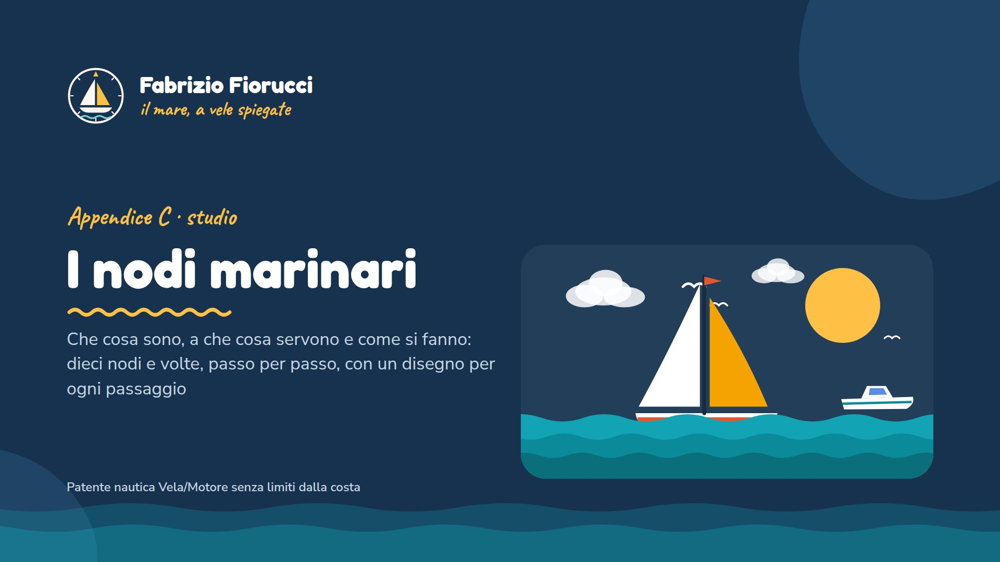 Fabrizio Fiorucci
il mare, a vele spiegate
Appendice C · studio
I nodi marinari
Che cosa sono, a che cosa servono e come si fanno:
dieci nodi e volte, passo per passo, con un disegno per
ogni passaggio
Patente nautica Vela/Motore senza limiti dalla costa